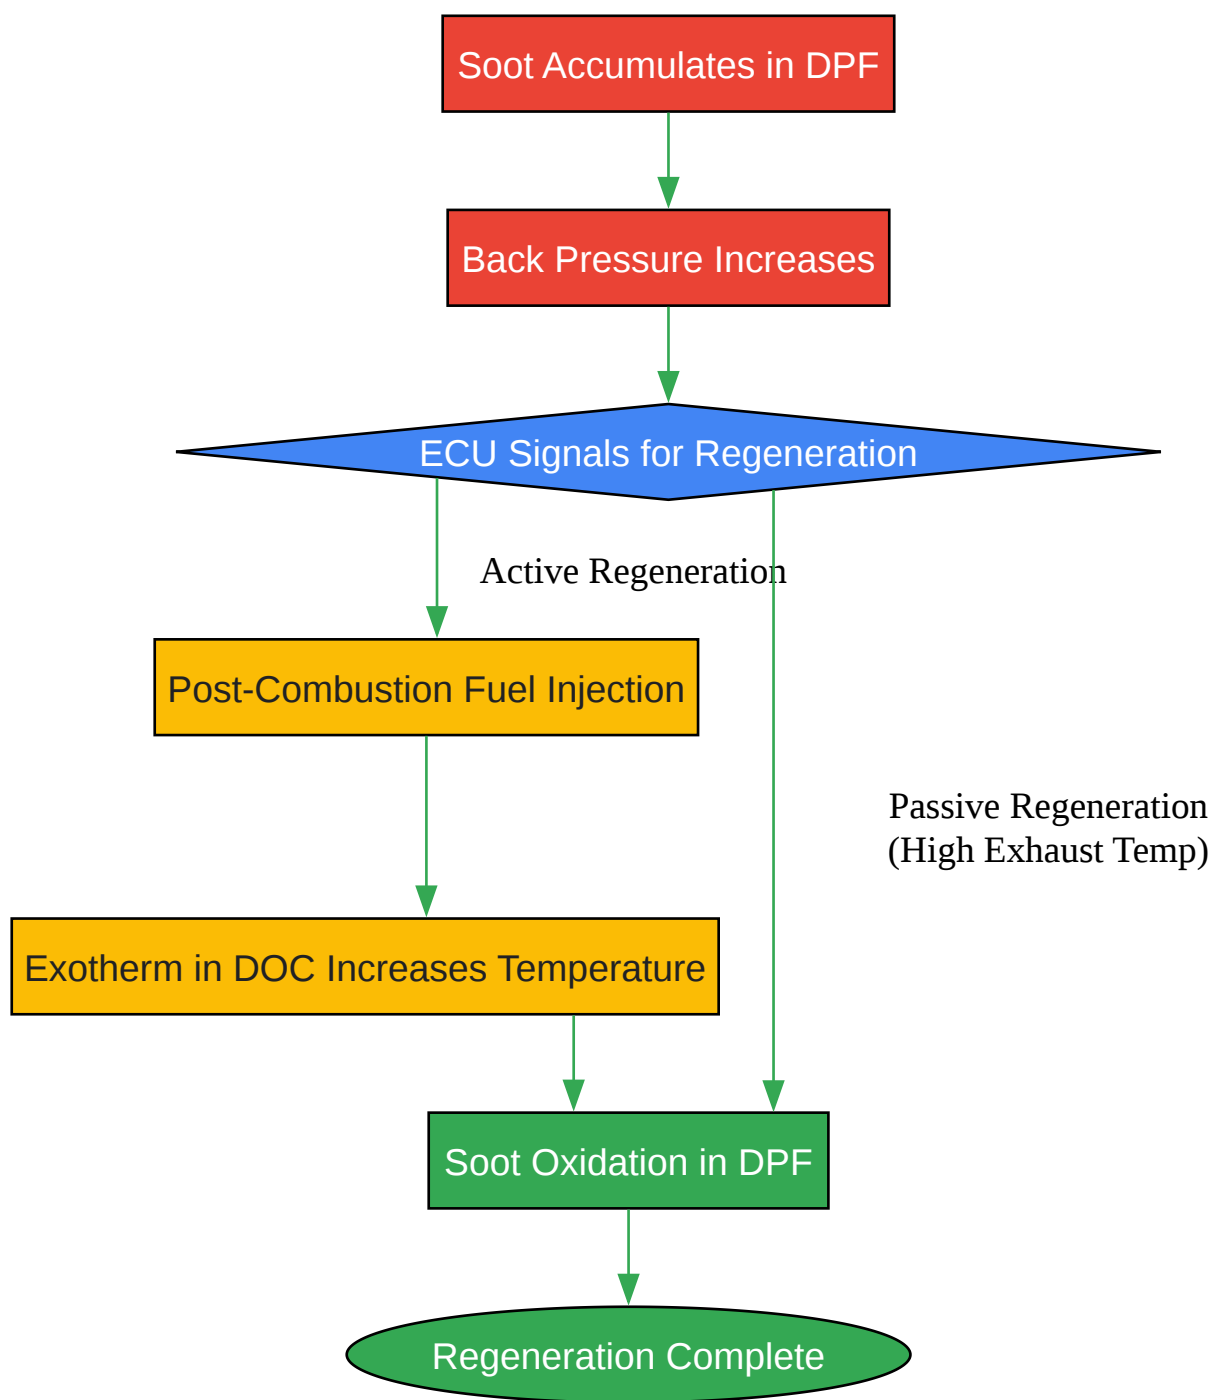 Soot Accumulates in DPF
Back Pressure Increases
ECU Signals for Regeneration
Active Regeneration
Post-Combustion Fuel Injection
Passive Regeneration
(High Exhaust Temp)
Exotherm in DOC Increases Temperature
Soot Oxidation in DPF
Regeneration Complete